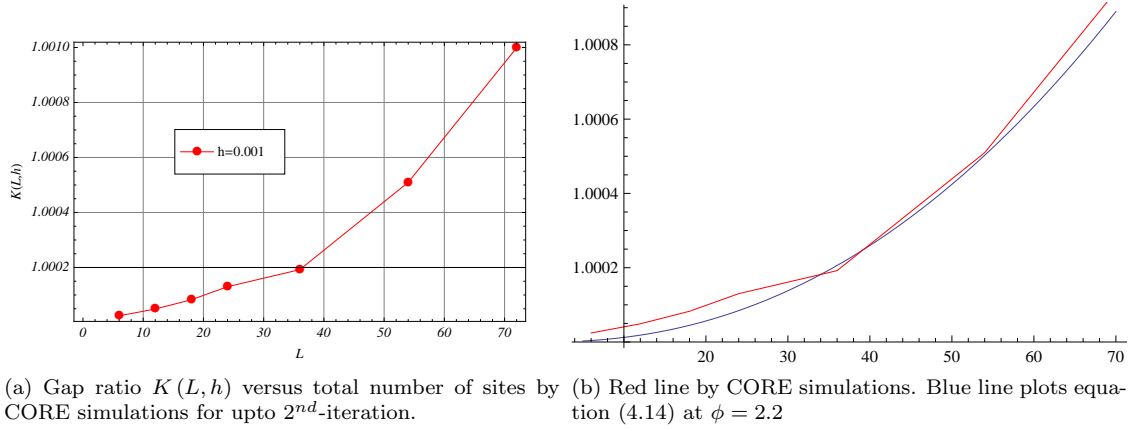 1.0010
1.0008
1.0006
1.0004
1.0002
K(L,h)
h=0.001
0 10 20 30 40 50 60 70
L
1.0008
1.0006
1.0004
1.0002
20 30 40 50 60 70
(a) Gap ratio K (L, h) versus total number of sites by
CORE simulations for upto 2nd-iteration.
(b) Red line by CORE simulations. Blue line plots equa-
tion (4.14) at ϕ = 2.2